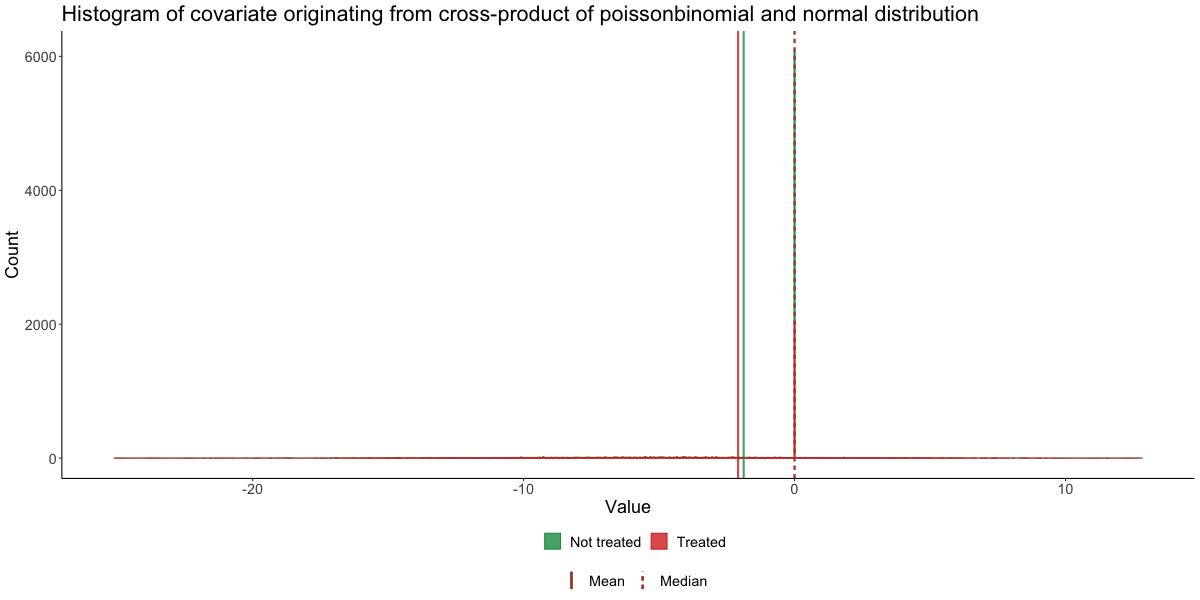 Histogram of covariate originating from cross-product of poissonbinomial and normal distribution
6000
4000
2000
0
Count
-20 -10 0 10
Value
Not treated Treated
Mean Median